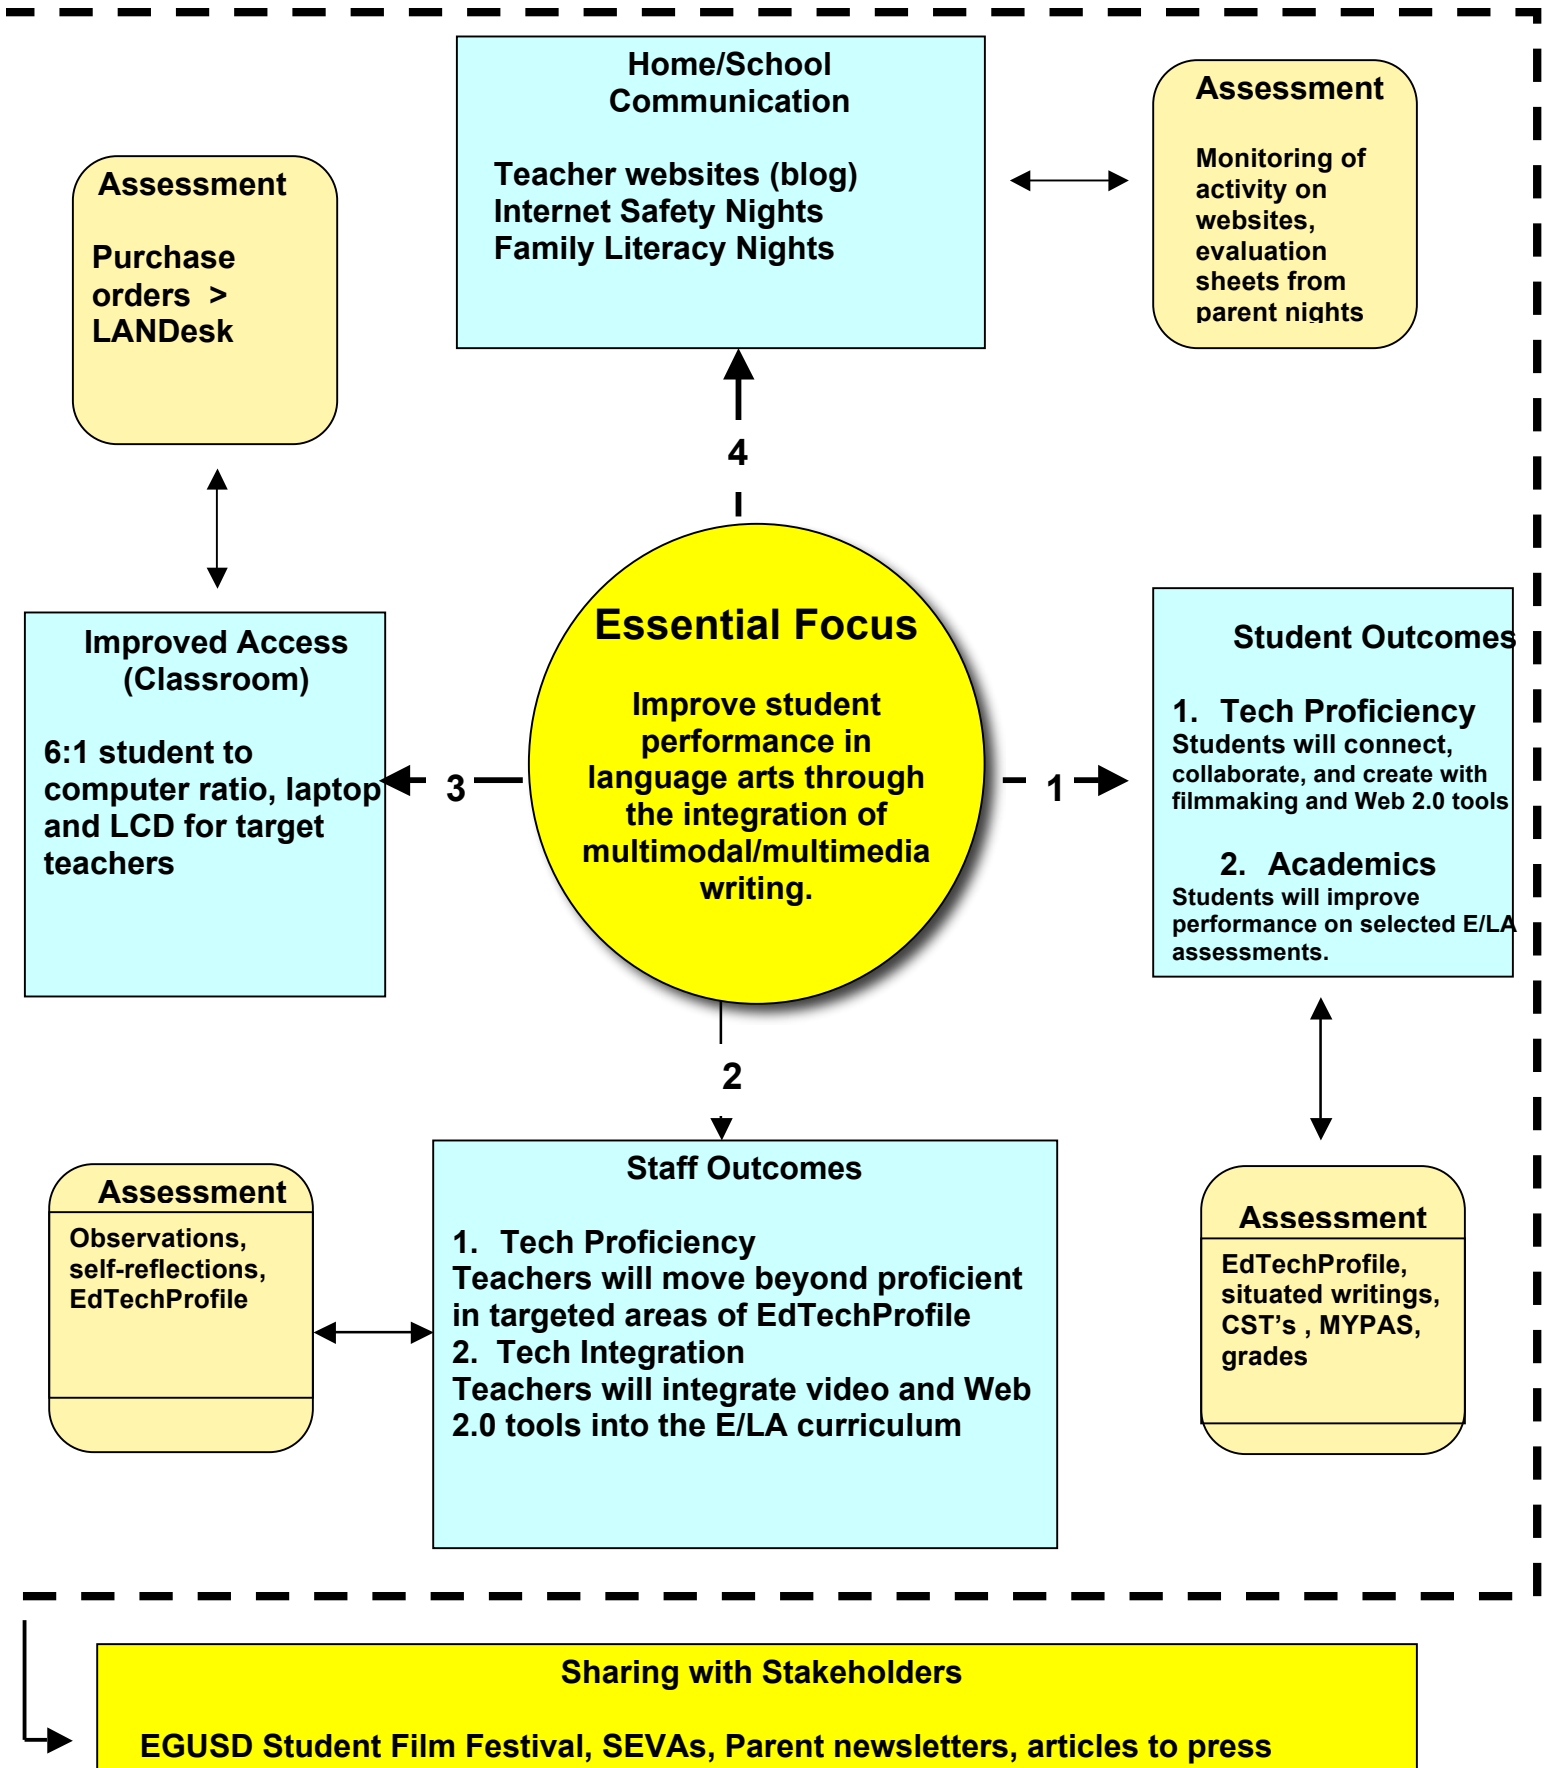 Home/School
Communication
Teacher websites (blog)
Internet Safety Nights
Family Literacy Nights
Assessment
Monitoring of
activity on
websites,
evaluation
sheets from
parent nights
Assessment
Purchase
orders >
LANDesk
4
Essential Focus
Improve student
performance in
language arts through
the integration of
multimodal/multimedia
writing.
Improved Access
(Classroom)
6:1 student to
computer ratio, laptop
and LCD for target
teachers
3
1
Student Outcomes
1. Tech Proficiency
Students will connect,
collaborate, and create with
filmmaking and Web 2.0 tools
2. Academics
Students will improve
performance on selected E/LA
assessments.
2
Assessment
Observations,
self-reflections,
EdTechProfile
Staff Outcomes
1. Tech Proficiency
Teachers will move beyond proficient
in targeted areas of EdTechProfile
2. Tech Integration
Teachers will integrate video and Web
2.0 tools into the E/LA curriculum
Assessment
EdTechProfile,
situated writings,
CST's , MYPAS,
grades
Sharing with Stakeholders
EGUSD Student Film Festival, SEVAs, Parent newsletters, articles to press